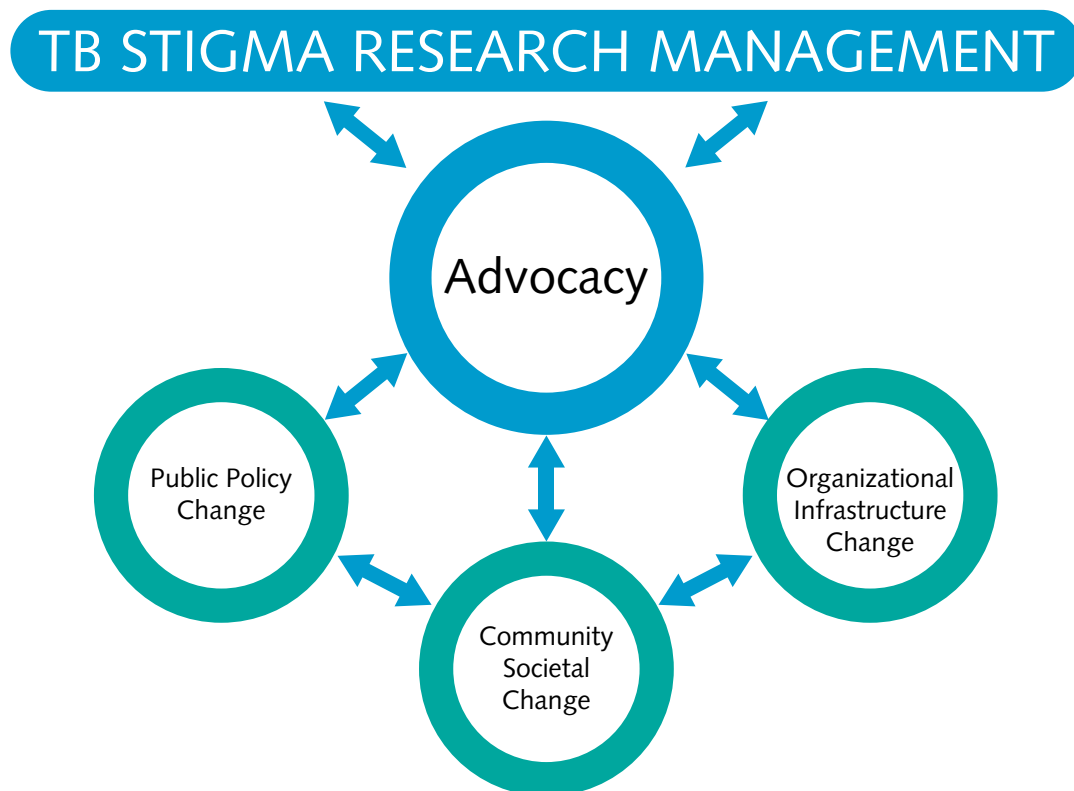 TB STIGMA RESEARCH MANAGEMENT
Advocacy
Public Policy
Change
Organizational
Infrastructure
Change
Community
Societal
Change